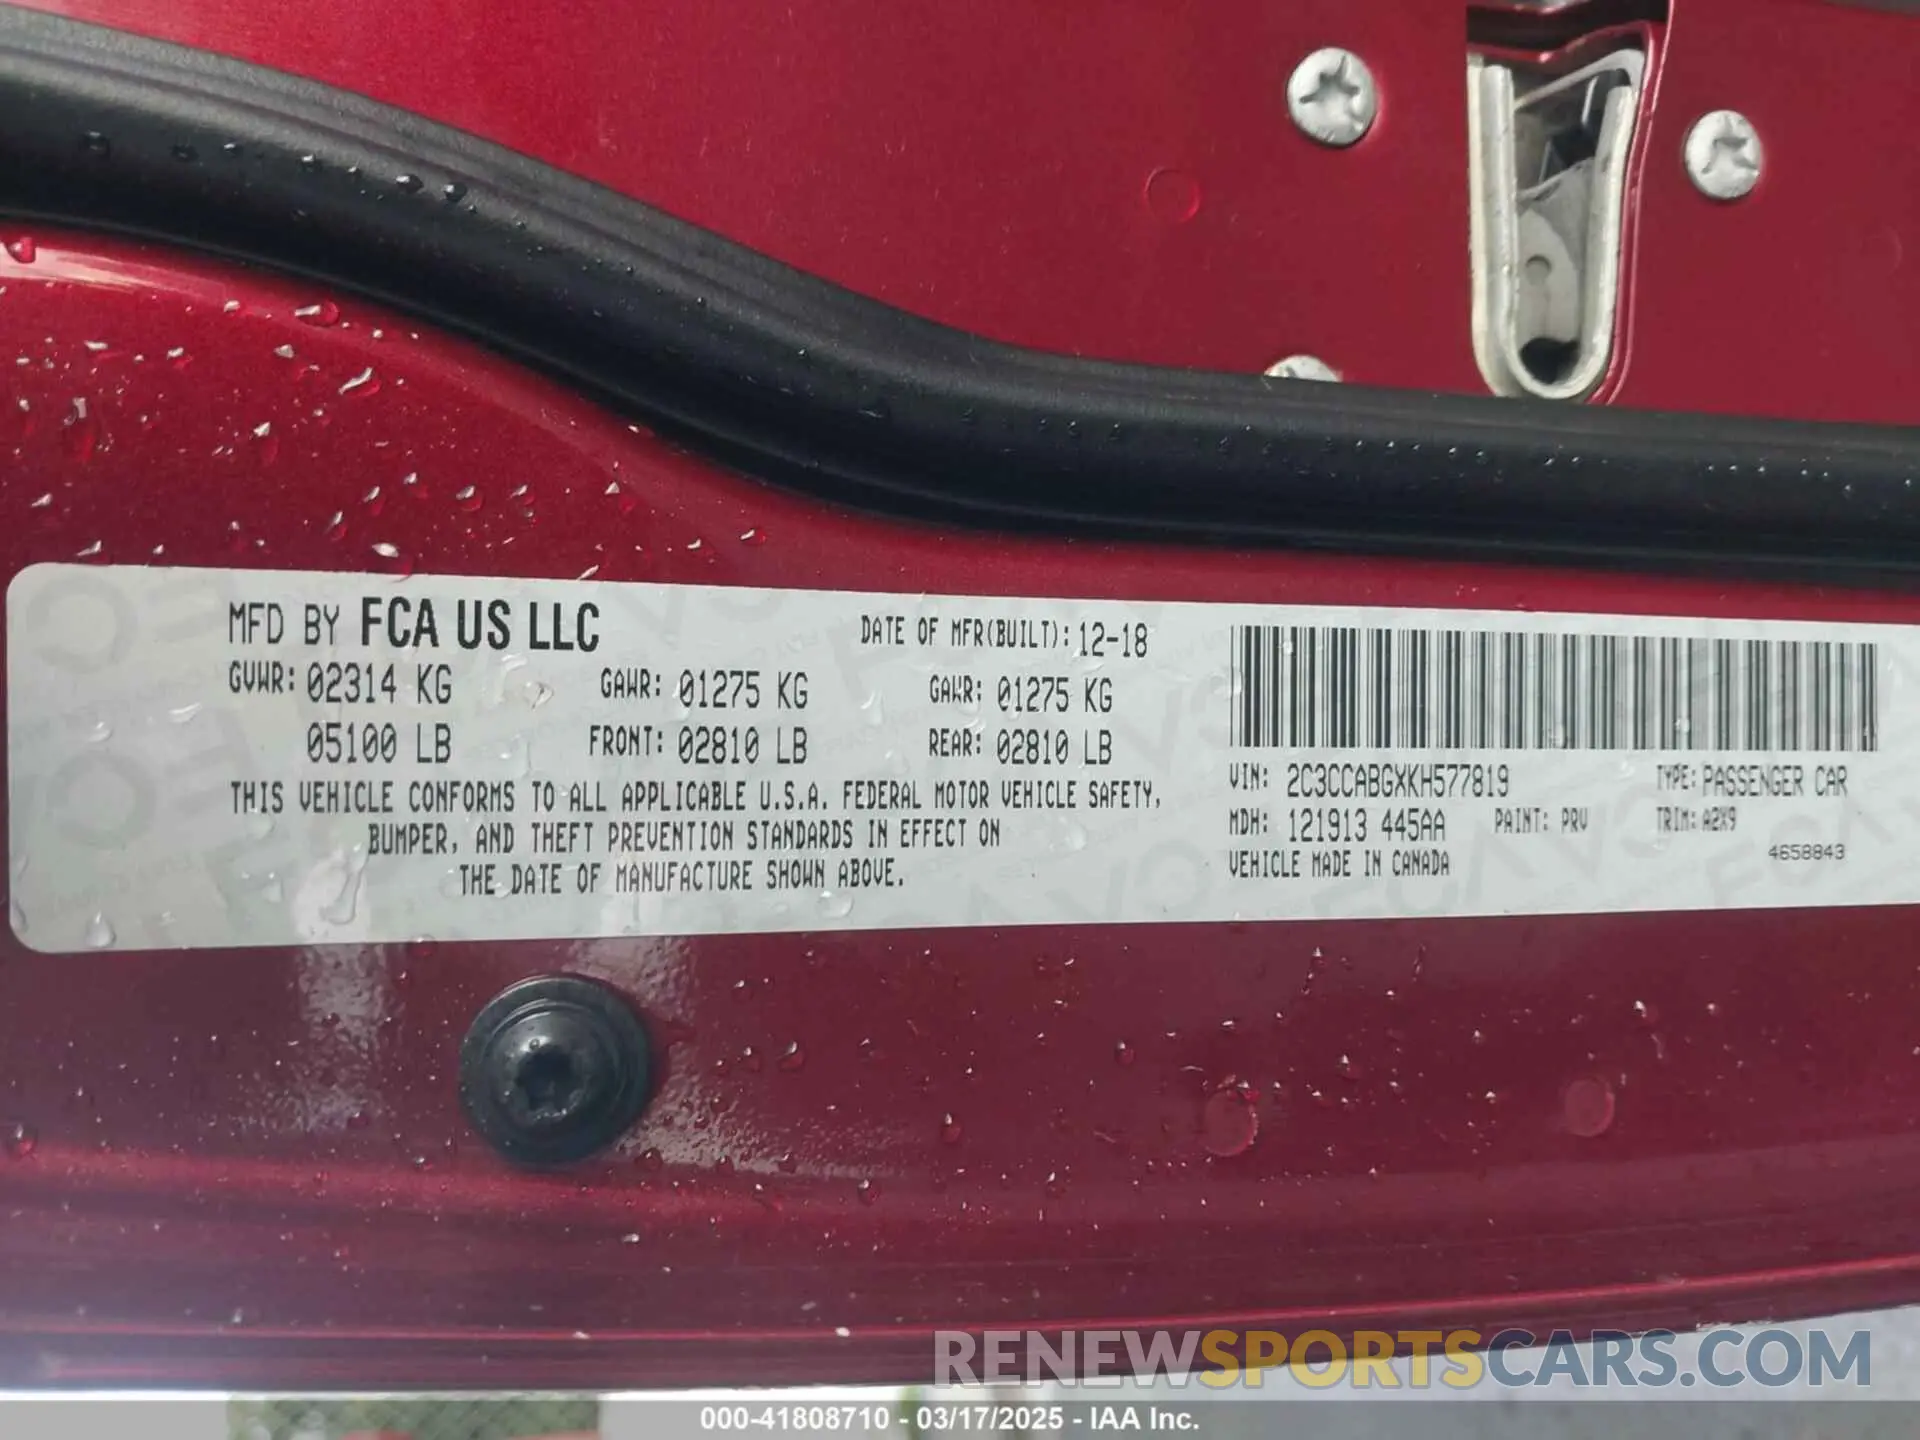 MFD BY FCA US LLC
DATE OF MFR(BUILT): 12-18
GVWR: 02314 KG
GAWR: 01275 KG
GAWR: 01275 KG
05100 LB
FRONT: 02810 LB
REAR: 02810 LB
THIS VEHICLE CONFORMS TO ALL APPLICABLE U.S.A. FEDERAL MOTOR VEHICLE SAFETY,
BUMPER, AND THEFT PREVENTION STANDARDS IN EFFECT ON
THE DATE OF MANUFACTURE SHOWN ABOVE.
VIN: 2C3CCABGXKH577819
TYPE: PASSENGER CAR
MDH: 121913 445AA
PAINT: PRV
TRIM: A2X9
VEHICLE MADE IN CANADA
4658843
RENEWSPORTSCARS.COM
000-41808710 - 03/17/2025 - IAA Inc.